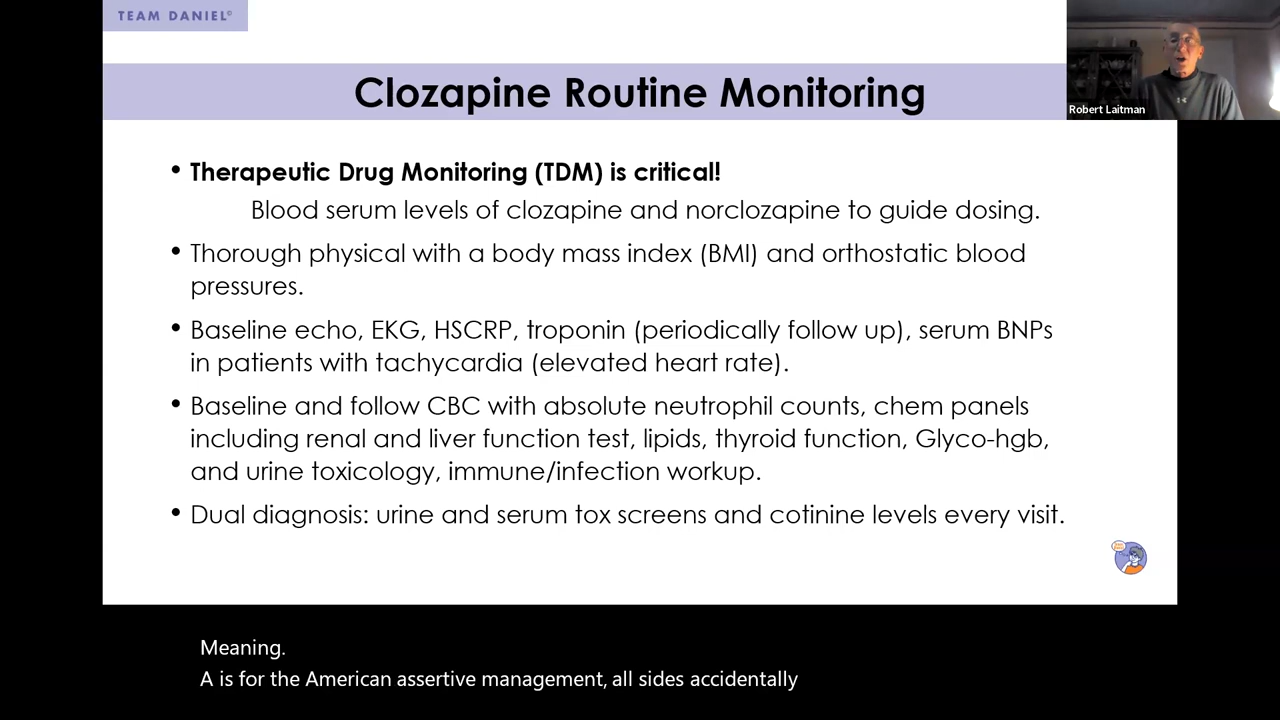 TEAM DANIEL©
Clozapine Routine Monitoring
Robert Laitman
• Therapeutic Drug Monitoring (TDM) is critical!
Blood serum levels of clozapine and norclozapine to guide dosing.
• Thorough physical with a body mass index (BMI) and orthostatic blood
pressures.
• Baseline echo, EKG, HSCRP, troponin (periodically follow up), serum BNPs
in patients with tachycardia (elevated heart rate).
• Baseline and follow CBC with absolute neutrophil counts, chem panels
including renal and liver function test, lipids, thyroid function, Glyco-hgb,
and urine toxicology, immune/infection workup.
• Dual diagnosis: urine and serum tox screens and cotinine levels every visit.
Meaning.
A is for the American assertive management, all sides accidentally